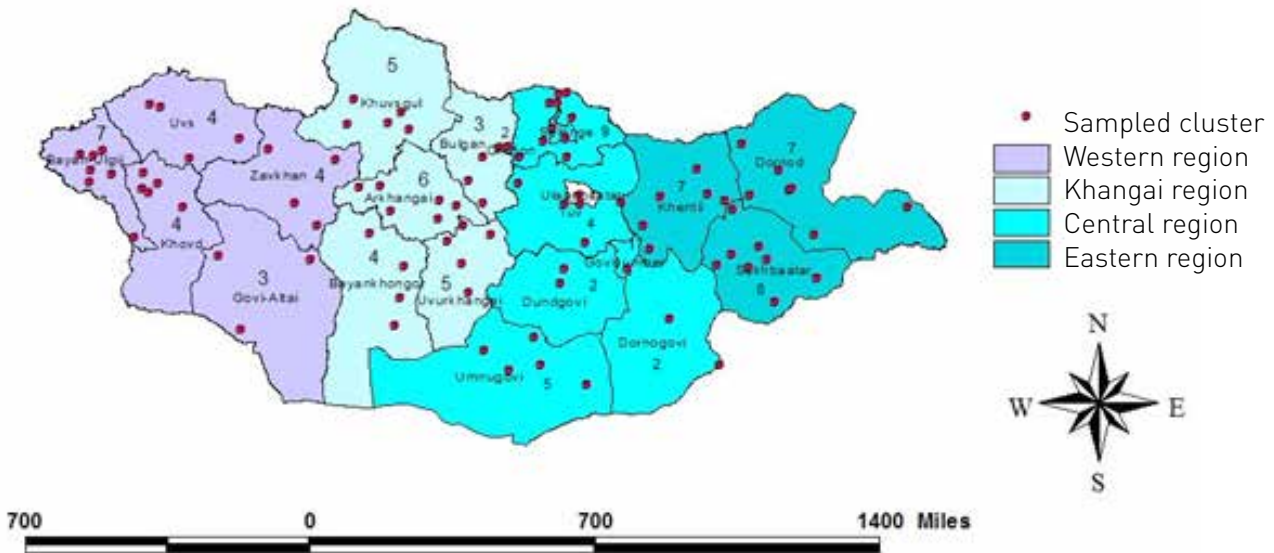 5
Khuvsgul
Uvs 4
7
Bayan-Ulgii
3
Bulgan
2
9
7
Dornod
Zavkhan
4
6
Arkhangai
7
Khentii
Ulaanbaatar
Tuv
4
4
Khovd
4
Bayankhongor
3
Govi-Altai
5
Uvurkhangai
2
Dundgovi
Sukhbaatar
8
Dornogovi
2
Umnugovi 5
Sampled cluster
Western region
Khangai region
Central region
Eastern region
N
W E
S
700 0 700 1400 Miles